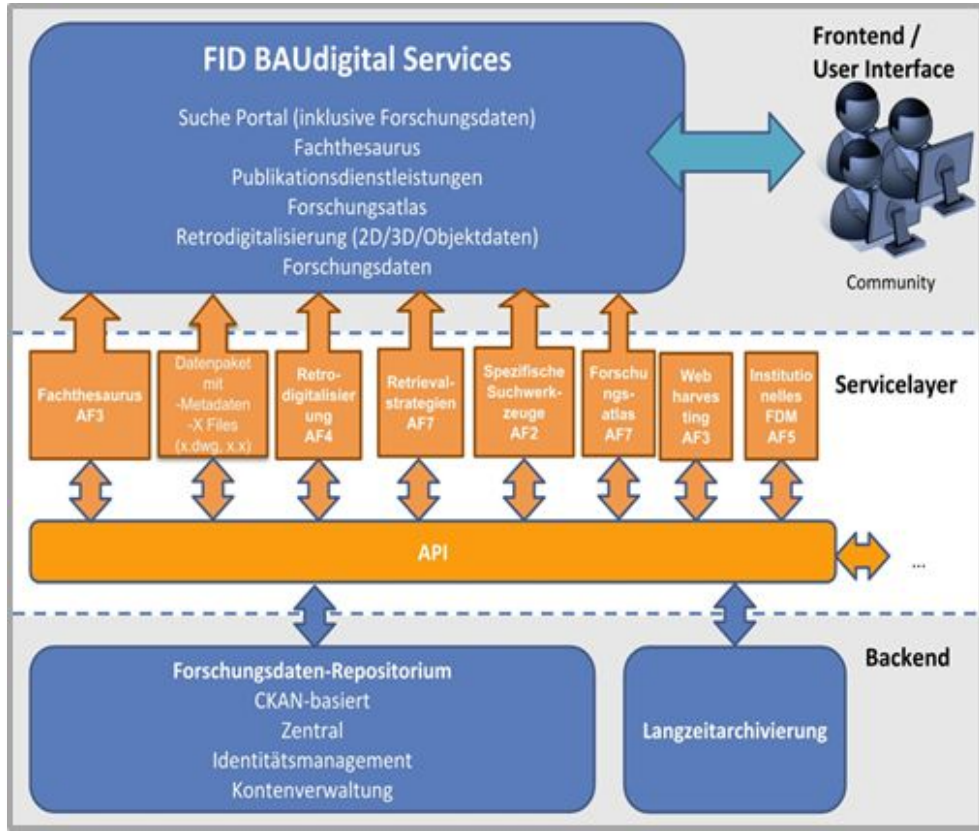 FID BAUdigital Services
Suche Portal (inklusive Forschungsdaten)
Fachthesaurus
Publikationsdienstleistungen
Forschungsatlas
Retrodigitalisierung (2D/3D/Objektdaten)
Forschungsdaten
Frontend /
User Interface
Community
Fachthesaurus
AF3
Datenpaket
mit
-Metadaten
-X Files
(x.dwg, x.x)
Retro-
digitalisier
ung
AF4
Retrieval-
strategien
AF7
Spezifische
Suchwerk-
zeuge
AF2
Forschu
ngs-
atlas
AF7
Web
harves
ting
AF3
Institutio
nelles
FDM
AF5
Servicelayer
API
...
Backend
Forschungsdaten-Repositorium
CKAN-basiert
Zentral
Identitätsmanagement
Kontenverwaltung
Langzeitarchivierung